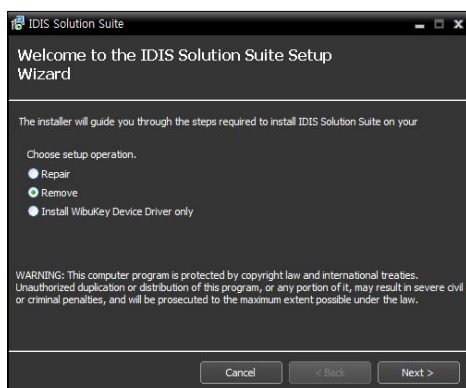 IDIS Solution Suite
Welcome to the IDIS Solution Suite Setup
Wizard
The installer will guide you through the steps required to install IDIS Solution Suite on your
Choose setup operation.
Repair
Remove
Install WibuKey Device Driver only
WARNING: This computer program is protected by copyright law and international treaties.
Unauthorized duplication or distribution of this program, or any portion of it, may result in severe civil
or criminal penalties, and will be prosecuted to the maximum extent possible under the law.
Cancel < Back Next >